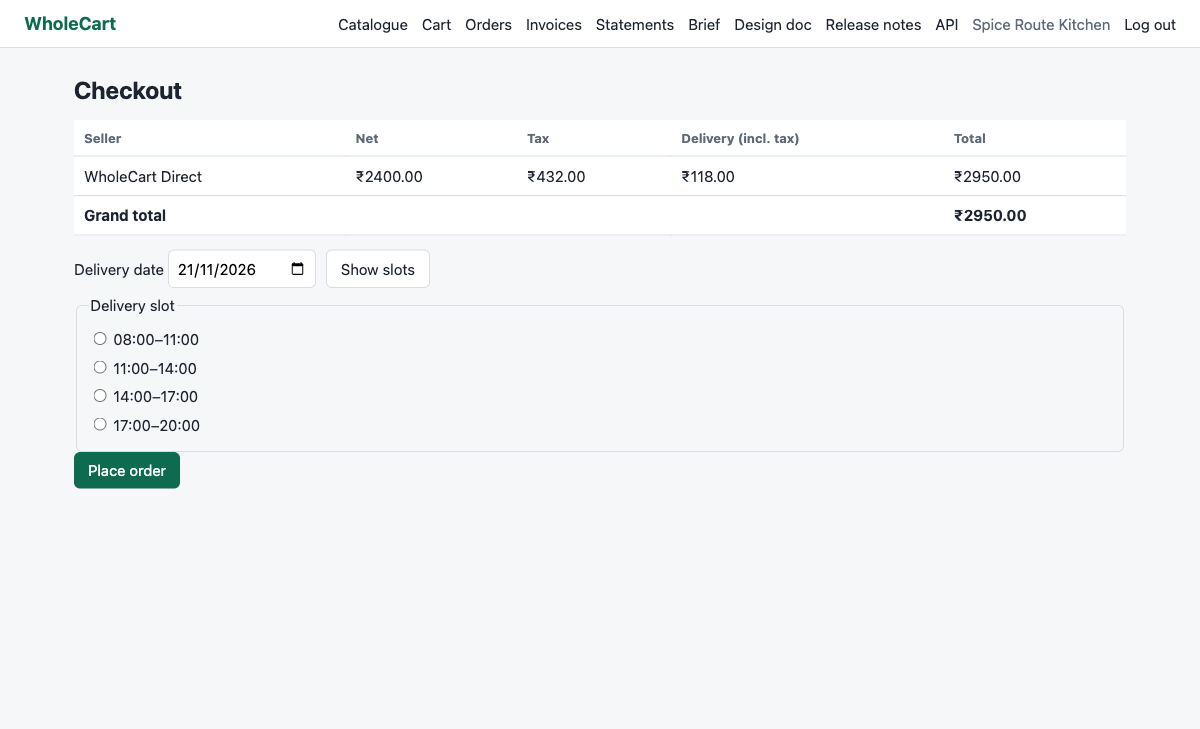 WholeCart Catalogue Cart Orders Invoices Statements Brief Design doc Release notes API Spice Route Kitchen Log out
Checkout
Seller Net Tax Delivery (incl. tax) Total
WholeCart Direct ₹2400.00 ₹432.00 ₹118.00 ₹2950.00
Grand total ₹2950.00
Delivery date 21/11/2026 Show slots
Delivery slot
08:00–11:00
11:00–14:00
14:00–17:00
17:00–20:00
Place order